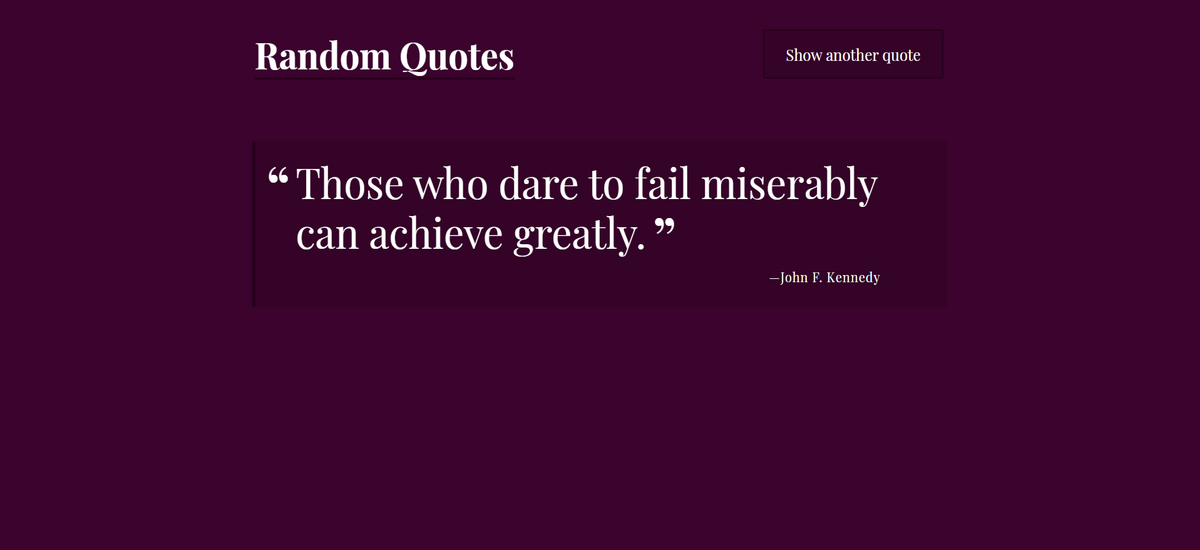 Random Quotes
Show another quote
“ Those who dare to fail miserably
can achieve greatly. ”
—John F. Kennedy